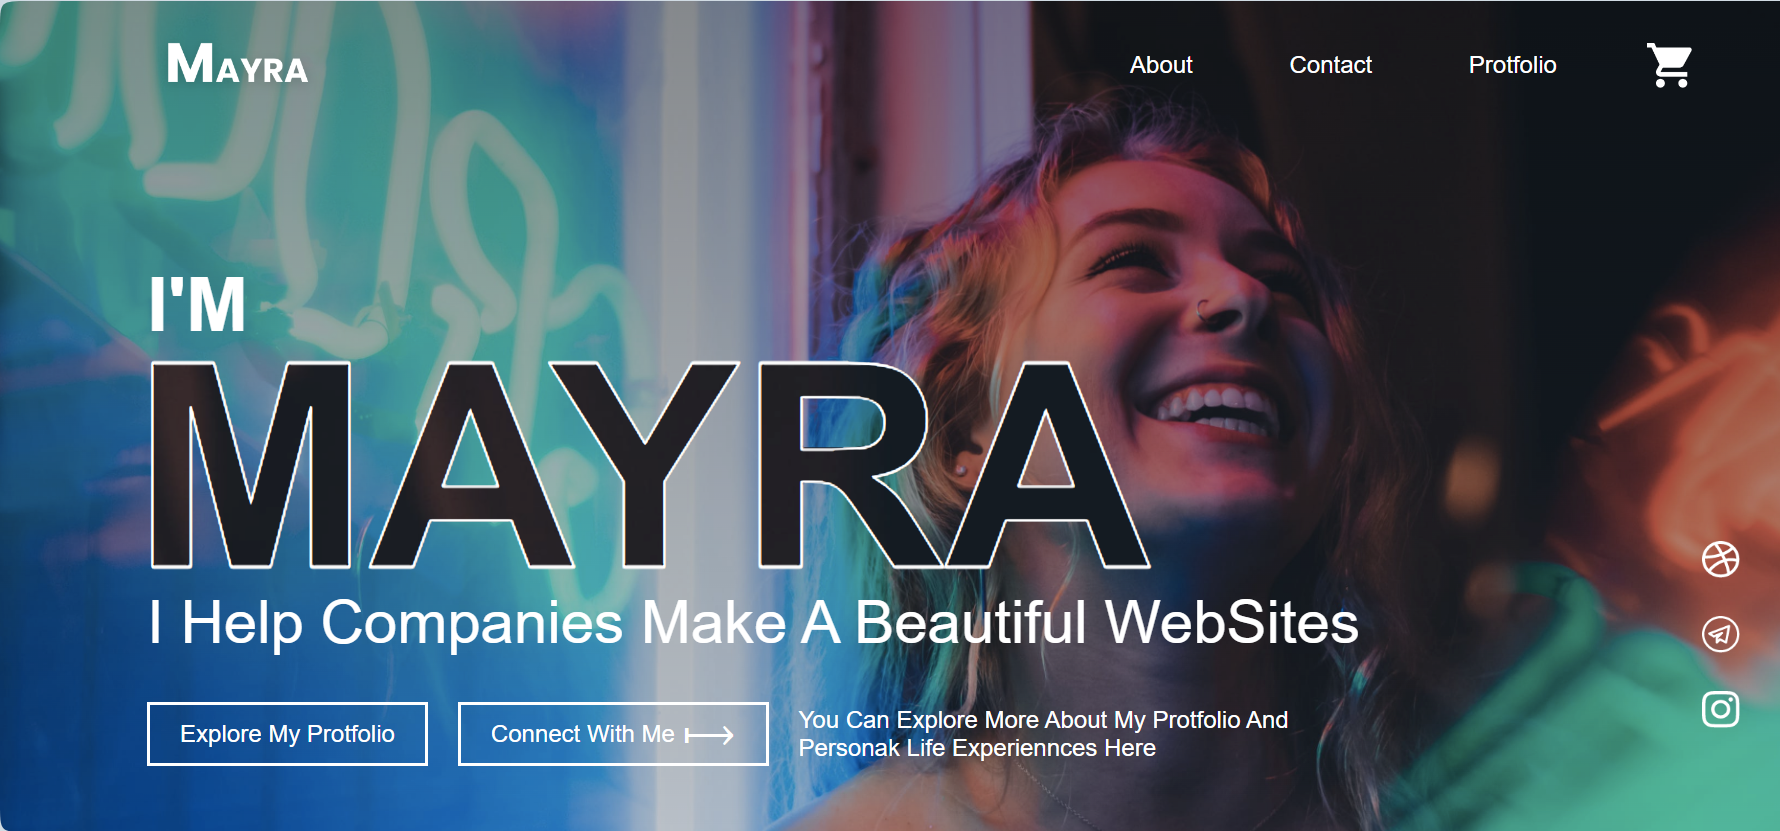 MAYRA
About
Contact
Protfolio
I'M
MAYRA
I Help Companies Make A Beautiful WebSites
Explore My Protfolio
Connect With Me
You Can Explore More About My Protfolio And
Personak Life Experiennces Here